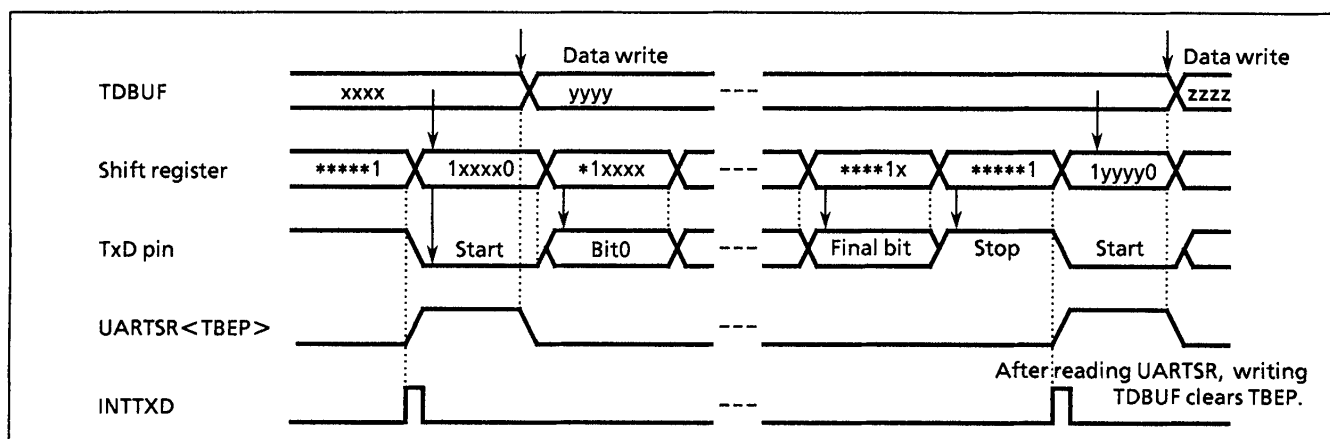 Data write
Data write
TDBUF
xxxx
yyyy
---
zzzz
Shift register
*****1
1xxxx0
*1xxxx
---
****1x
*****1
1yyyy0
TxD pin
Start
Bit0
---
Final bit
Stop
Start
UARTSR<TBEP>
---
After reading UARTSR, writing
TDBUF clears TBEP.
INTTXD
---